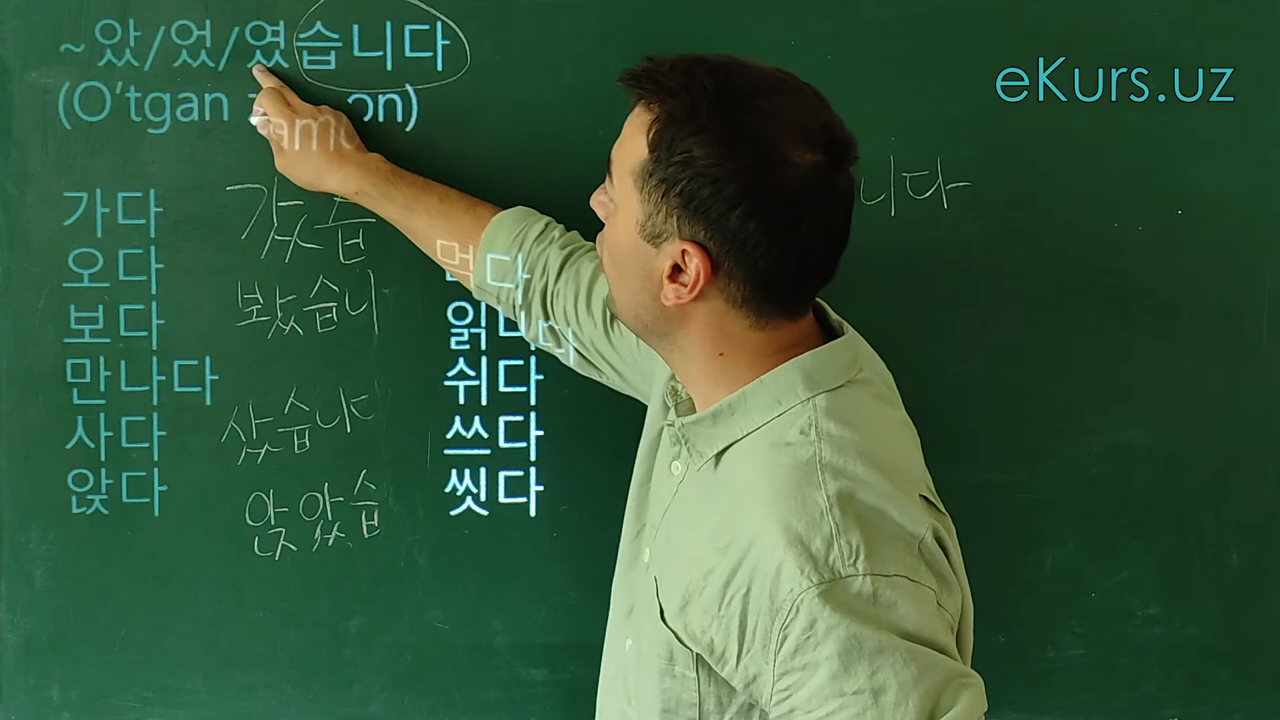 ~았/었/였습니다
(O'tgan zamon)
eKurs.uz
니다
가다
갔습
오다
보다
봤습니
만나다
사다
샀습니다
앉다
앉았습
먹다
읽다
쉬다
쓰다
씻다